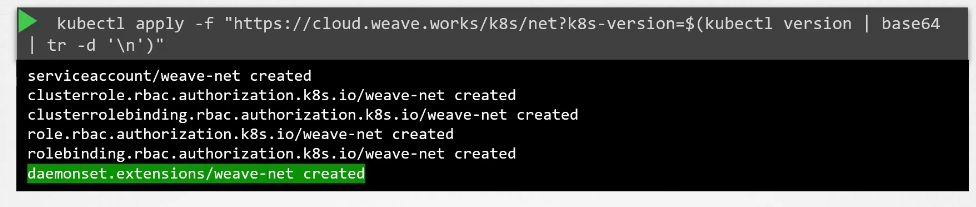 kubectl apply -f "https://cloud.weave.works/k8s/net?k8s-version=$(kubectl version | base64
| tr -d '\n')"
serviceaccount/weave-net created
clusterrole.rbac.authorization.k8s.io/weave-net created
clusterrolebinding.rbac.authorization.k8s.io/weave-net created
role.rbac.authorization.k8s.io/weave-net created
rolebinding.rbac.authorization.k8s.io/weave-net created
daemonset.extensions/weave-net created